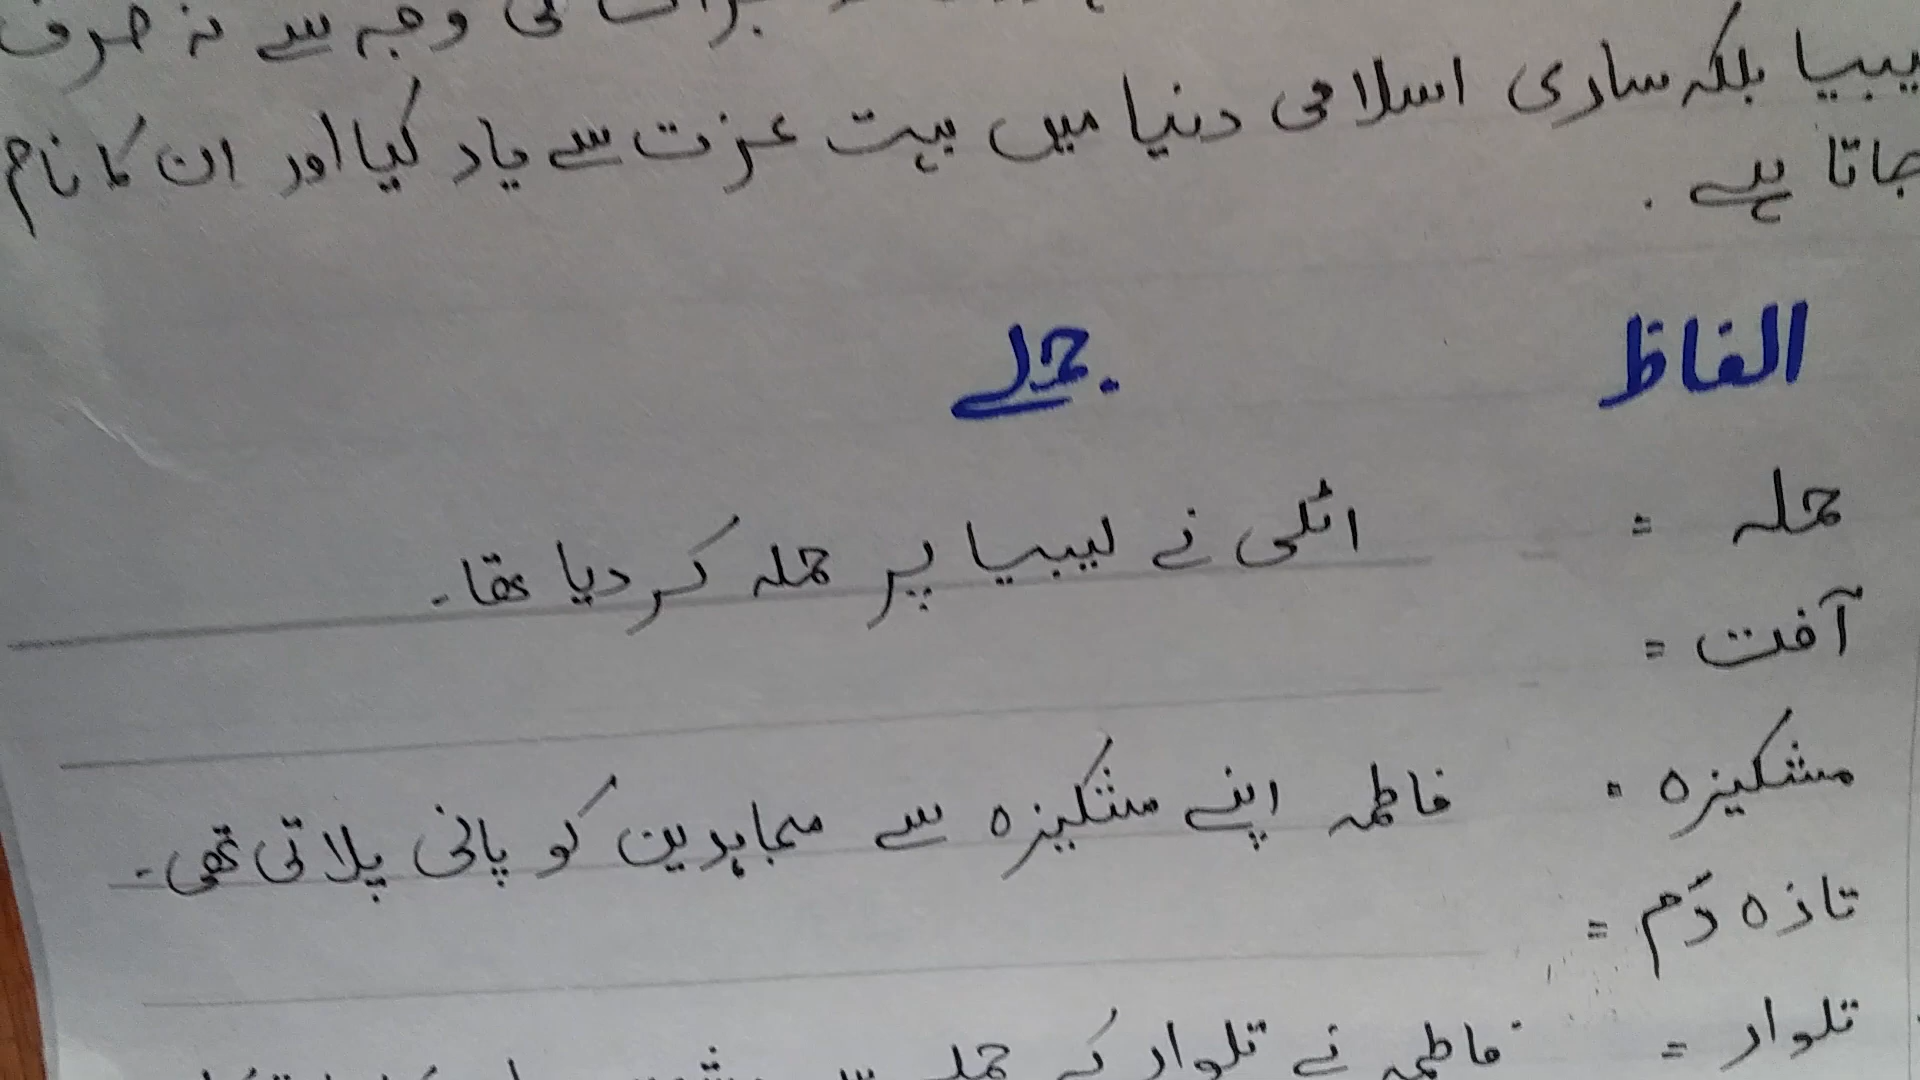 کی وجہ سے نہ صرف
لیبیا بلکہ ساری اسلامی دنیا میں بہت عزت سے یاد کیا اور ان کا نام
جاتا ہے .
الفاظ جملے
حملہ = اٹلی نے لیبیا پر حملہ کر دیا تھا۔
آفت =
مشکیزہ = فاطمہ اپنے مشکیزہ سے مجاہدین کو پانی پلاتی تھی۔
تازہ دَم =
تلوار = فاطمہ نے تلوار کے حملے سے